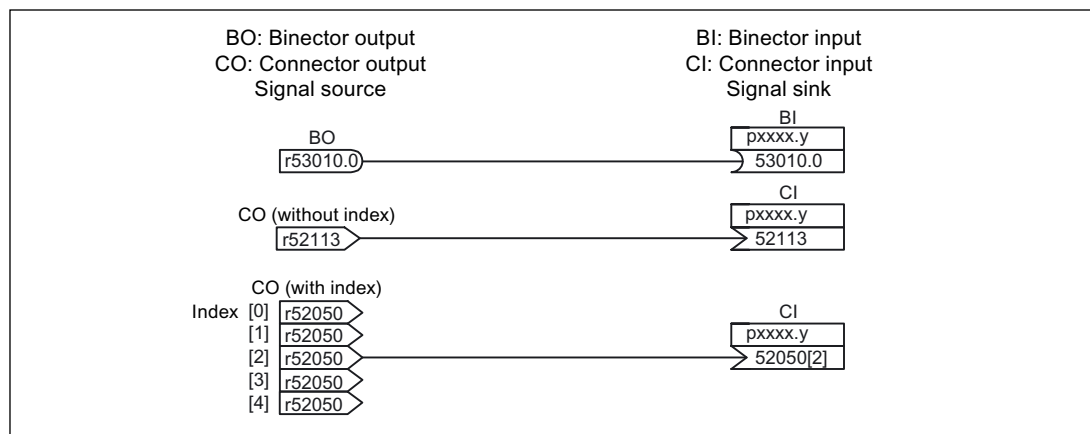 BO: Binector output
CO: Connector output
Signal source
BI: Binector input
CI: Connector input
Signal sink
BO
r53010.0
BI
pxxxx.y
53010.0
CO (without index)
r52113
CI
pxxxx.y
52113
CO (with index)
Index [0] r52050
[1] r52050
[2] r52050
[3] r52050
[4] r52050
CI
pxxxx.y
52050[2]